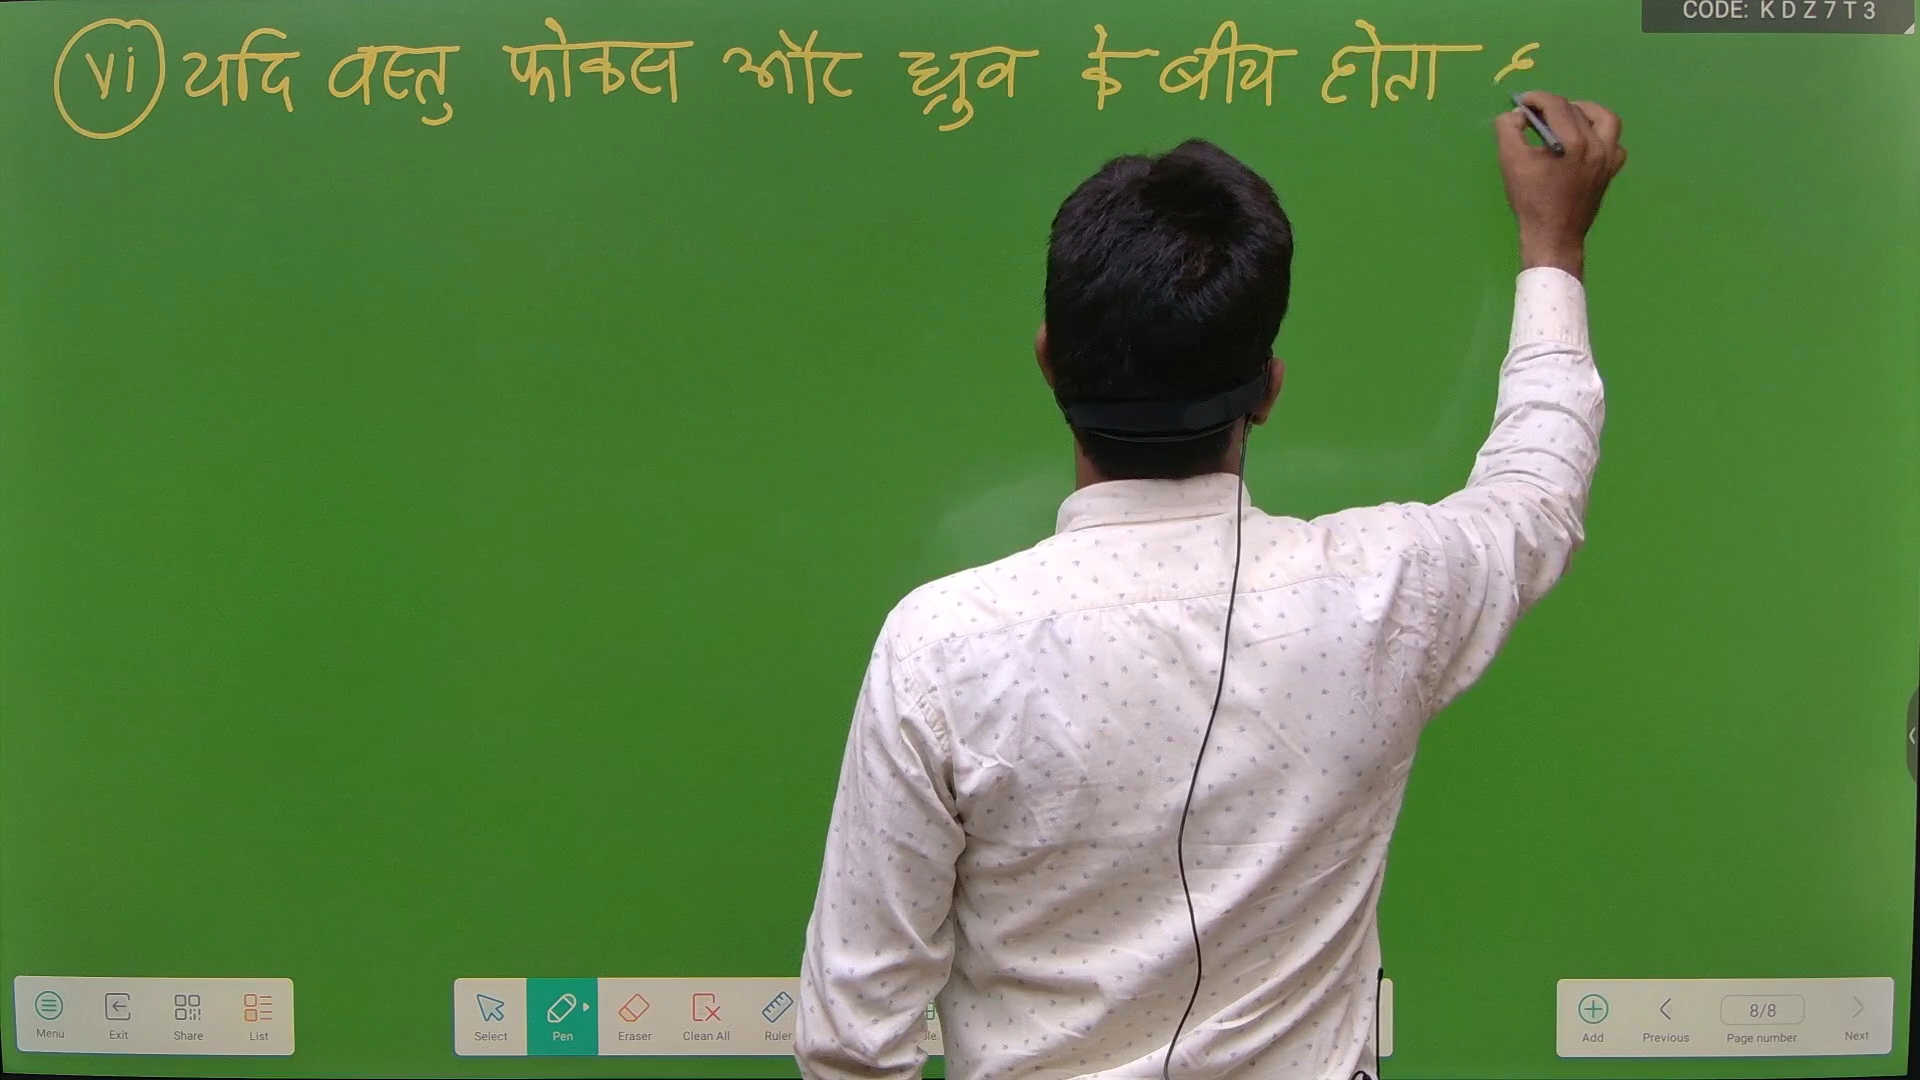 CODE: KDZ7T3
vi यदि वस्तु फोकस और ध्रुव के बीच होता
Menu Exit Share List
Select Pen Eraser Clean All Ruler
Add Previous 8/8 Page number Next